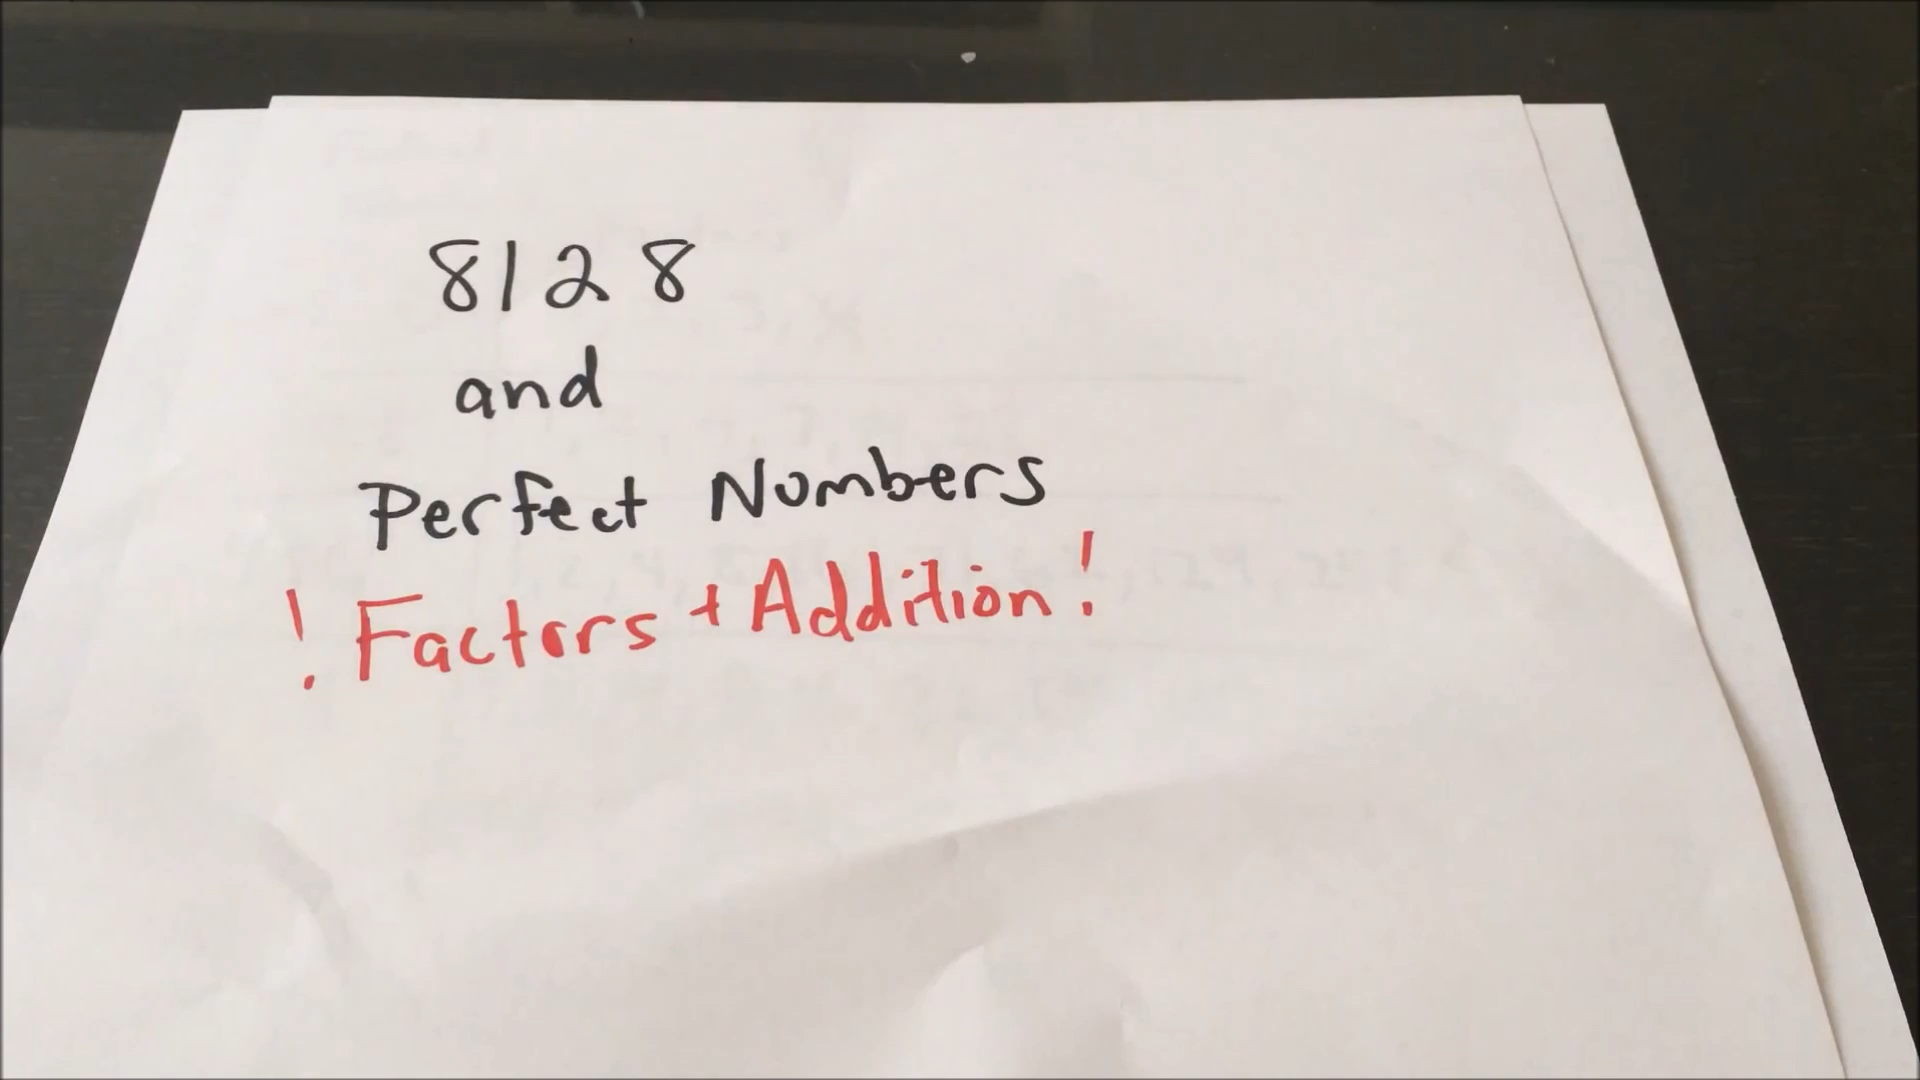 8128
and
Perfect Numbers
! Factors + Addition!